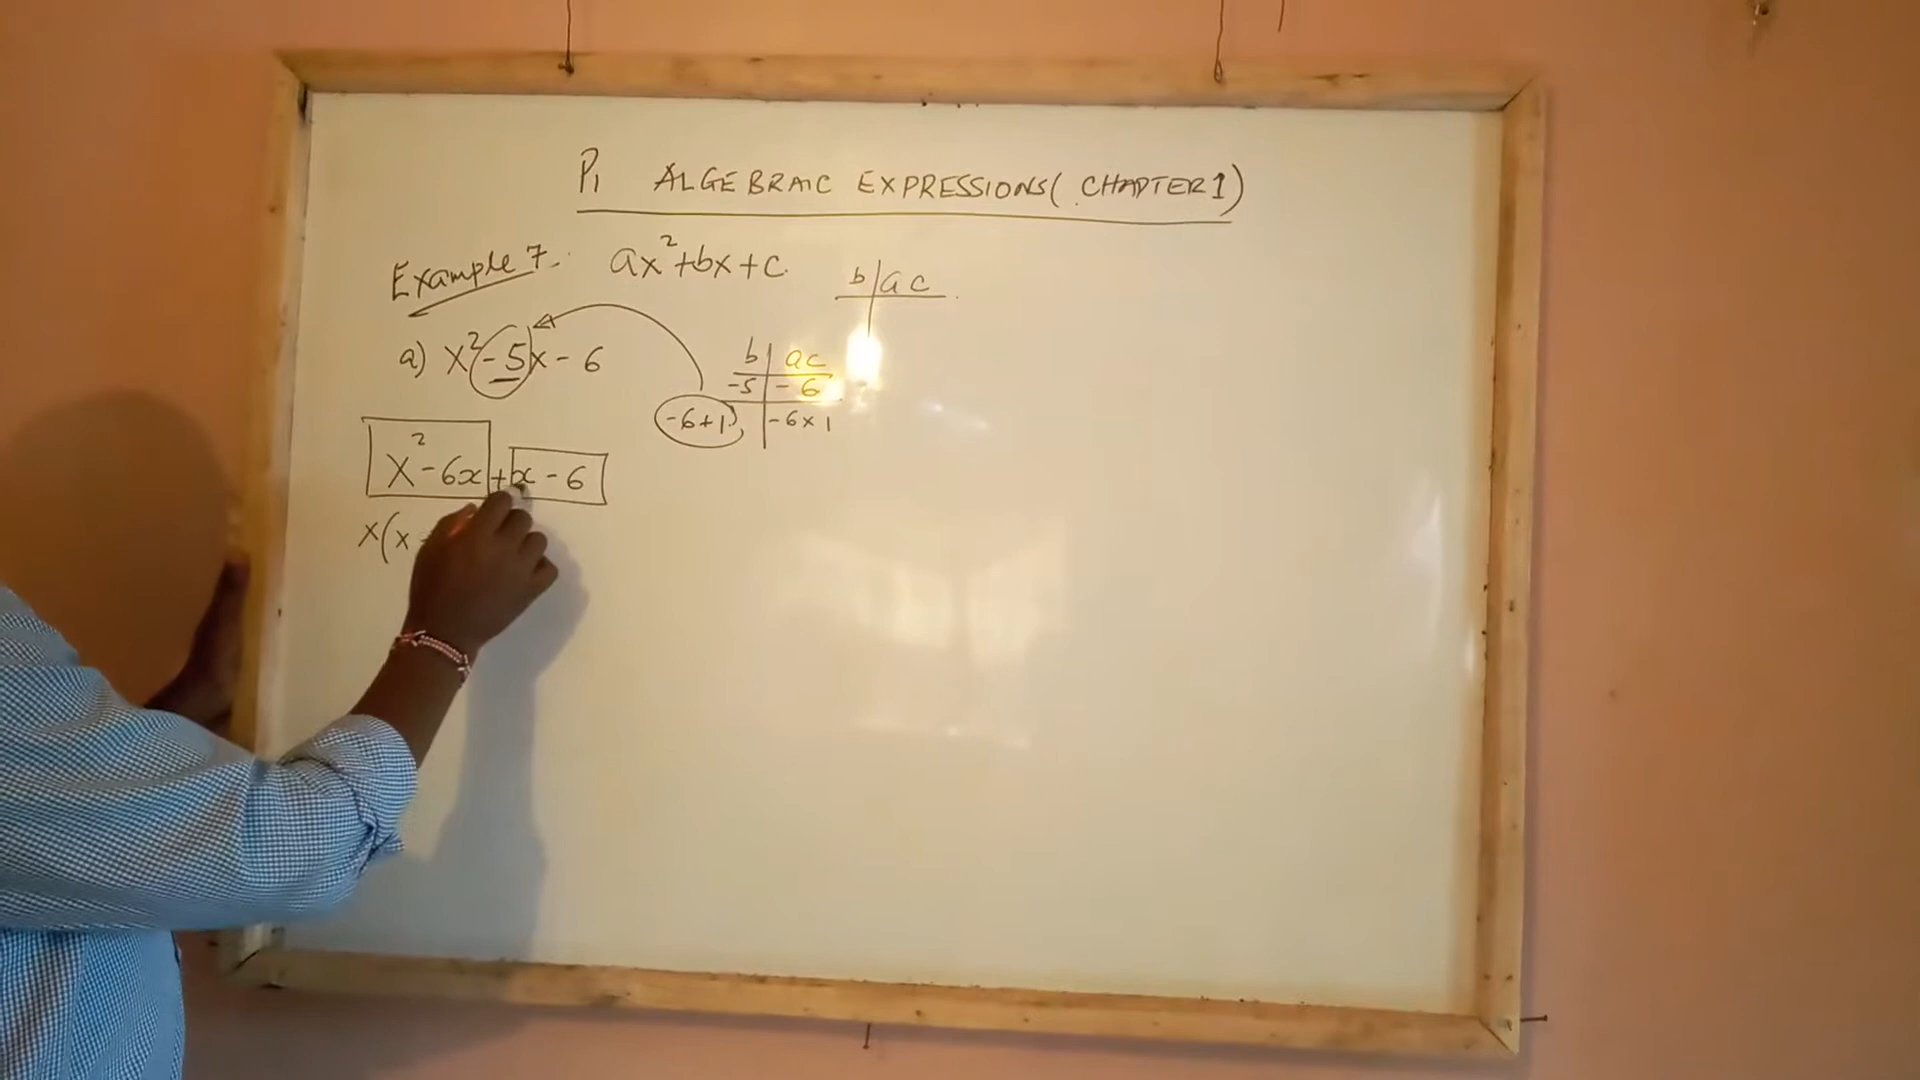 P₁ ALGEBRAIC EXPRESSIONS( CHAPTER 1)
Example 7. ax²+bx+c
b | ac
a) x²-5x - 6
b | ac
-5 | - 6
-6+1 | -6×1
x²-6x + x - 6
x(x